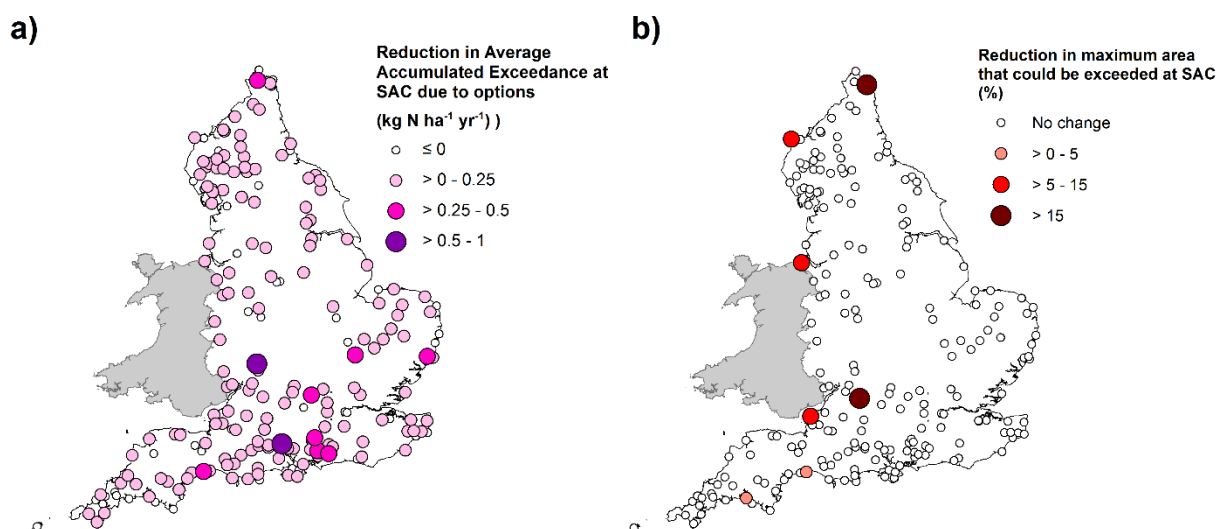 a)
Reduction in Average
Accumulated Exceedance at
SAC due to options
(kg N ha⁻¹ yr⁻¹) )
≤ 0
> 0 - 0.25
> 0.25 - 0.5
> 0.5 - 1
b)
Reduction in maximum area
that could be exceeded at SAC
(%)
No change
> 0 - 5
> 5 - 15
> 15